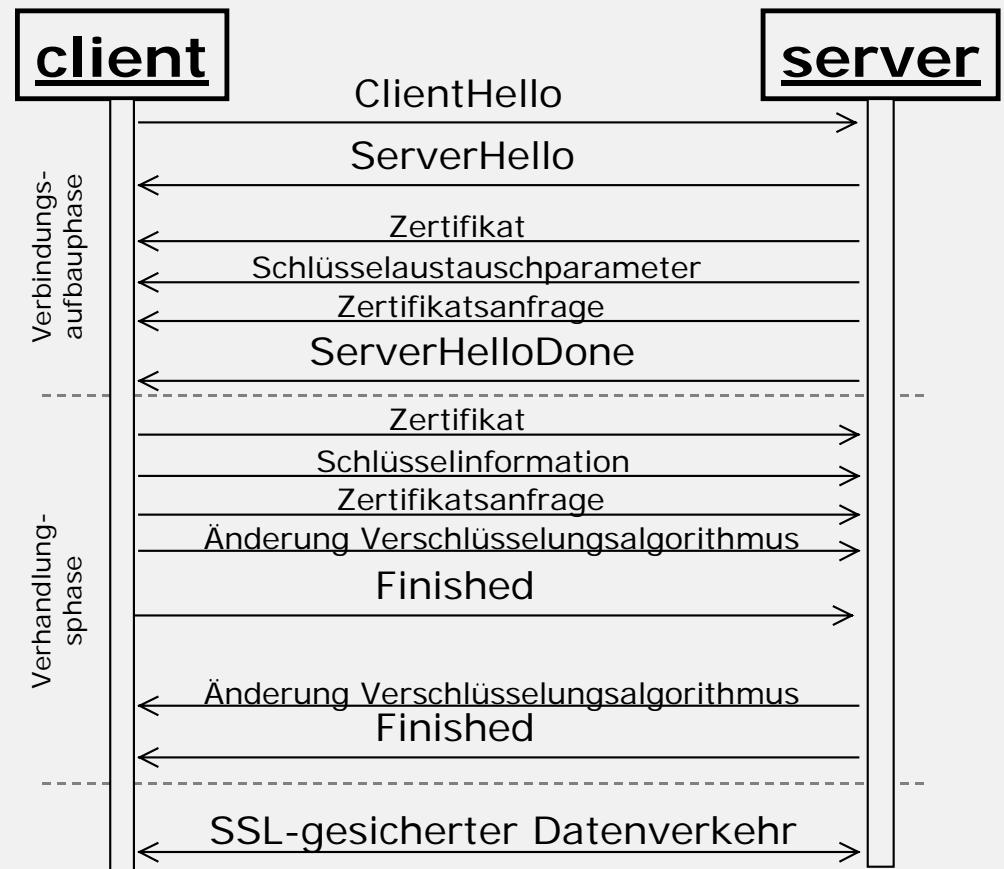 client
server
ClientHello
ServerHello
Verbindungs-
aufbauphase
Zertifikat
Schlüsselaustauschparameter
Zertifikatsanfrage
ServerHelloDone
Zertifikat
Schlüsselinformation
Zertifikatsanfrage
Änderung Verschlüsselungsalgorithmus
Finished
Verhandlung-
sphase
Änderung Verschlüsselungsalgorithmus
Finished
SSL-gesicherter Datenverkehr